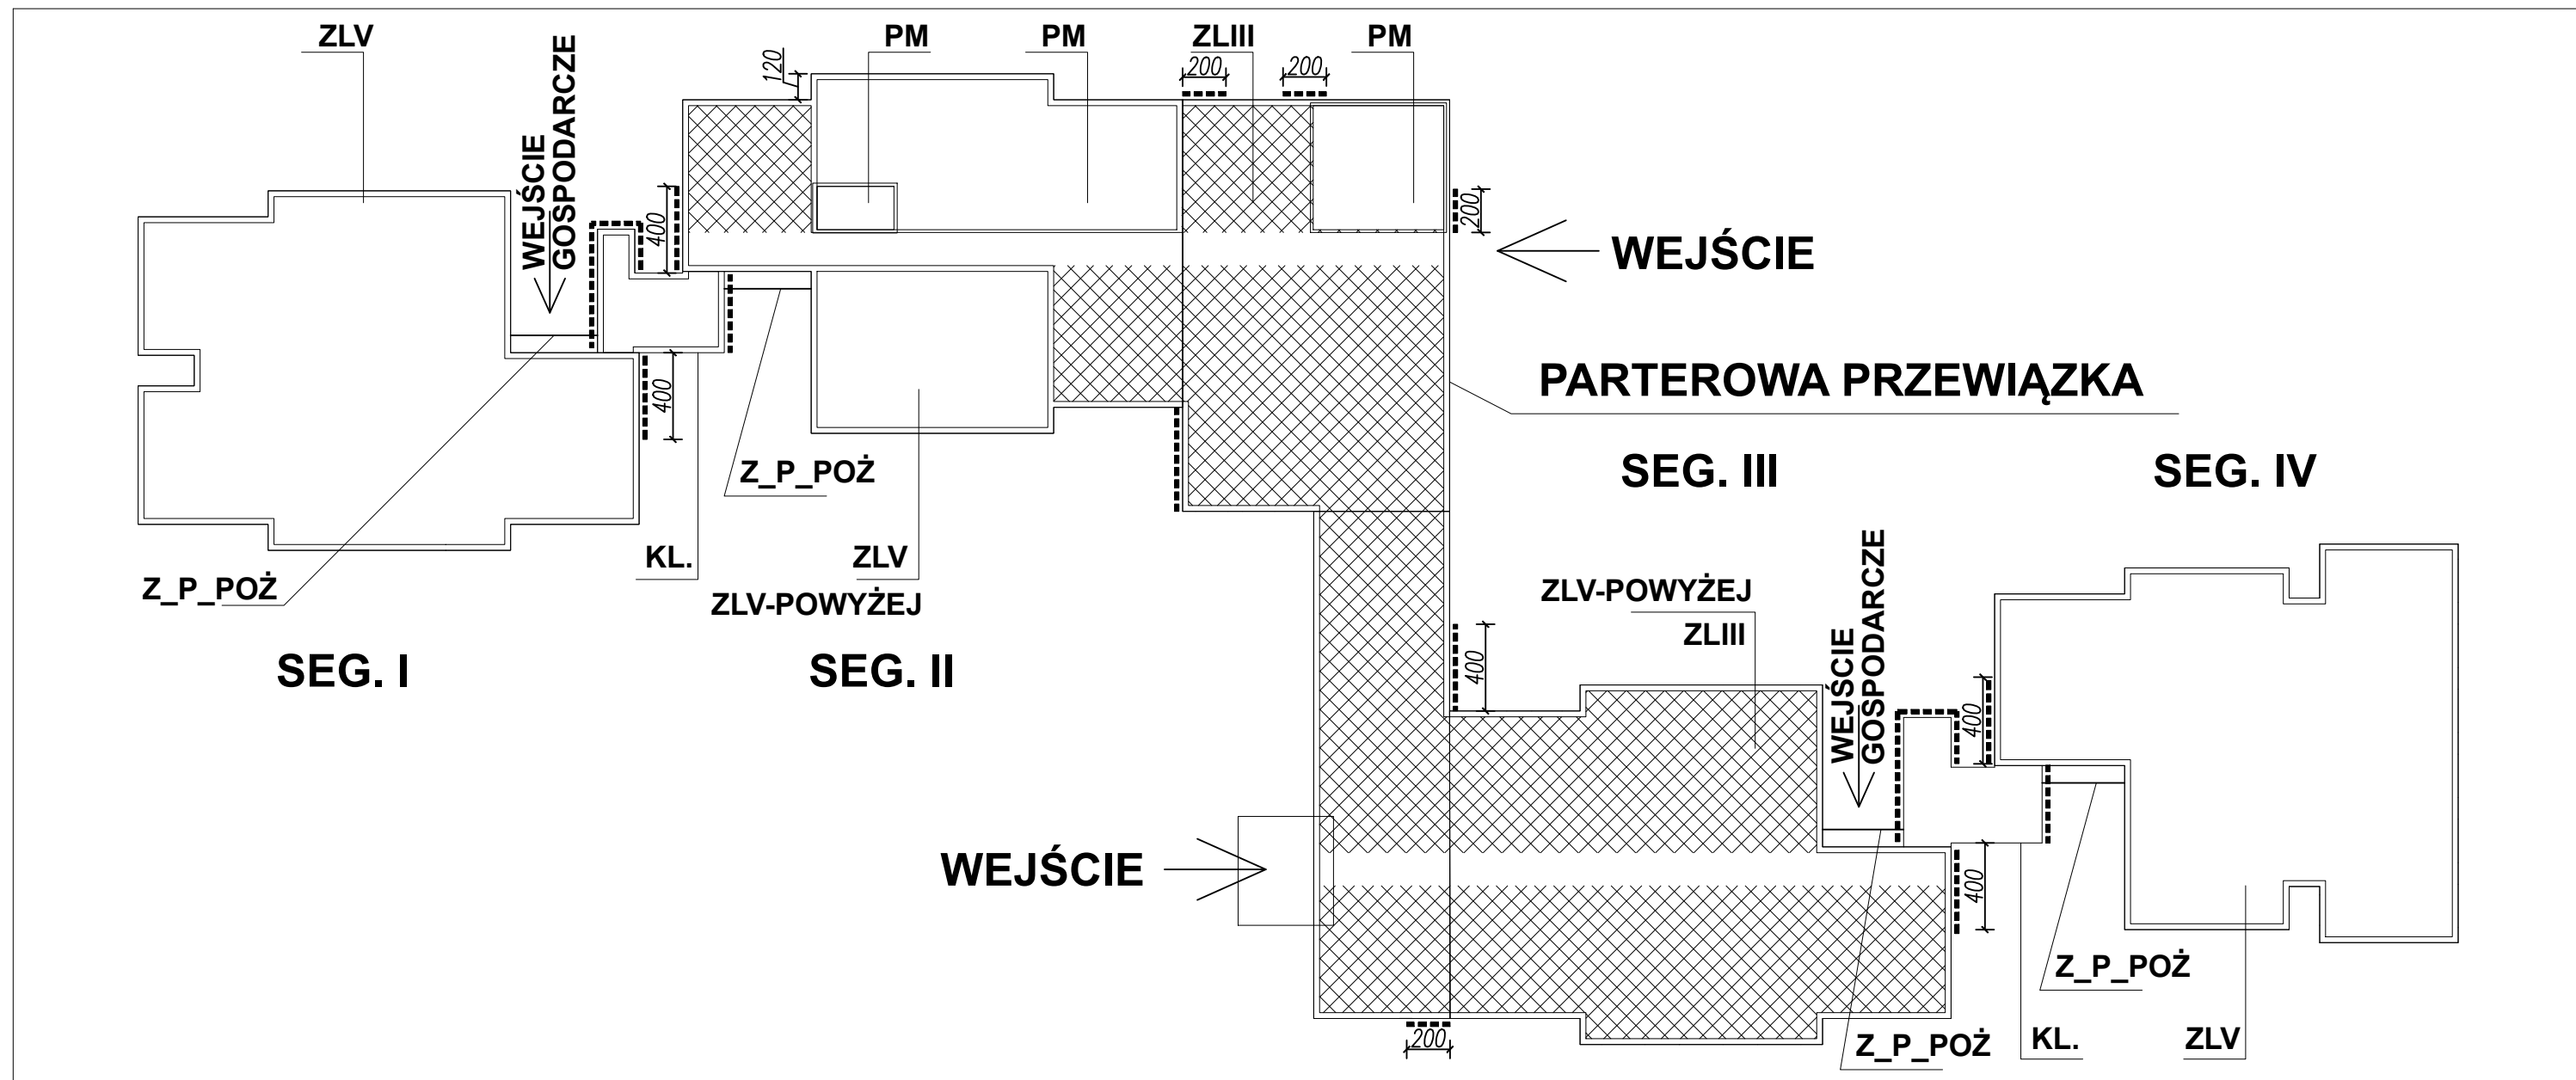 ZLV
WEJŚCIE
GOSPODARCZE
120
PM
PM
ZLIII
PM
200
200
200
400
WEJŚCIE
400
PARTEROWA PRZEWIĄZKA
Z_P_POŻ
SEG. III
SEG. IV
Z_P_POŻ
KL.
ZLV
ZLV-POWYŻEJ
ZLV-POWYŻEJ
ZLIII
WEJŚCIE
GOSPODARCZE
SEG. I
SEG. II
400
400
WEJŚCIE
400
Z_P_POŻ
200
Z_P_POŻ
KL.
ZLV